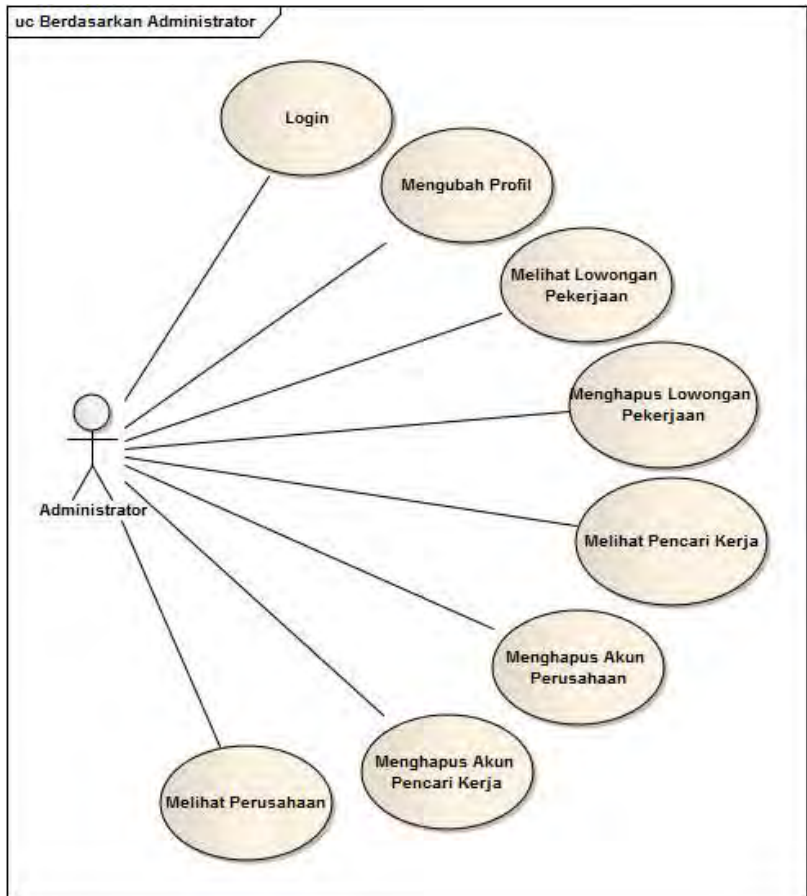 uc Berdasarkan Administrator
Login
Mengubah Profil
Melihat Lowongan
Pekerjaan
Menghapus Lowongan
Pekerjaan
Administrator
Melihat Pencari Kerja
Menghapus Akun
Perusahaan
Menghapus Akun
Pencari Kerja
Melihat Perusahaan